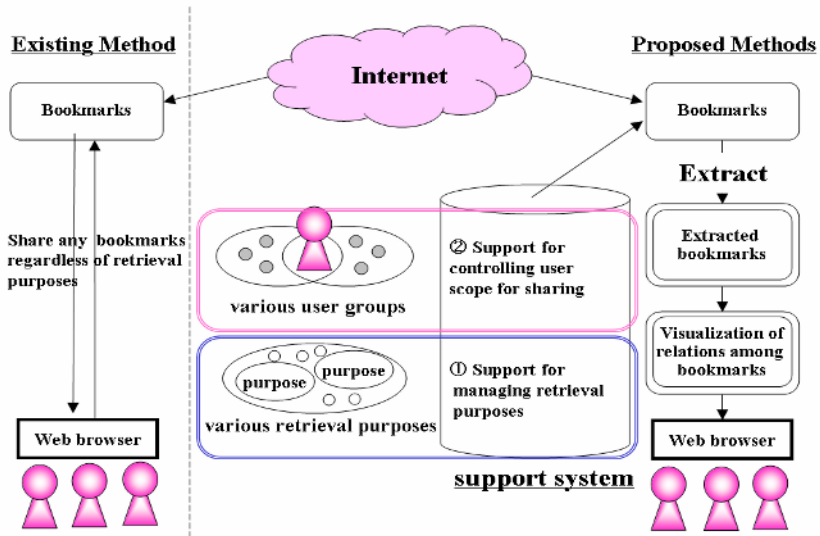 Existing Method
Bookmarks
Share any bookmarks
regardless of retrieval
purposes
Web browser
Internet
various user groups
② Support for
controlling user
scope for sharing
purpose
purpose
various retrieval purposes
① Support for
managing retrieval
purposes
support system
Proposed Methods
Bookmarks
Extract
Extracted
bookmarks
Visualization of
relations among
bookmarks
Web browser